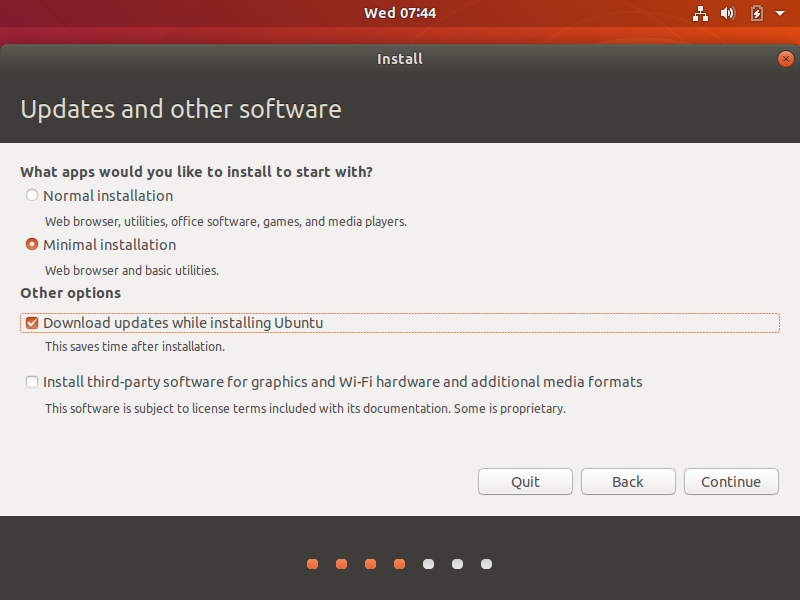 Wed 07:44
Install
Updates and other software
What apps would you like to install to start with?
Normal installation
Web browser, utilities, office software, games, and media players.
Minimal installation
Web browser and basic utilities.
Other options
Download updates while installing Ubuntu
This saves time after installation.
Install third-party software for graphics and Wi-Fi hardware and additional media formats
This software is subject to license terms included with its documentation. Some is proprietary.
Quit Back Continue